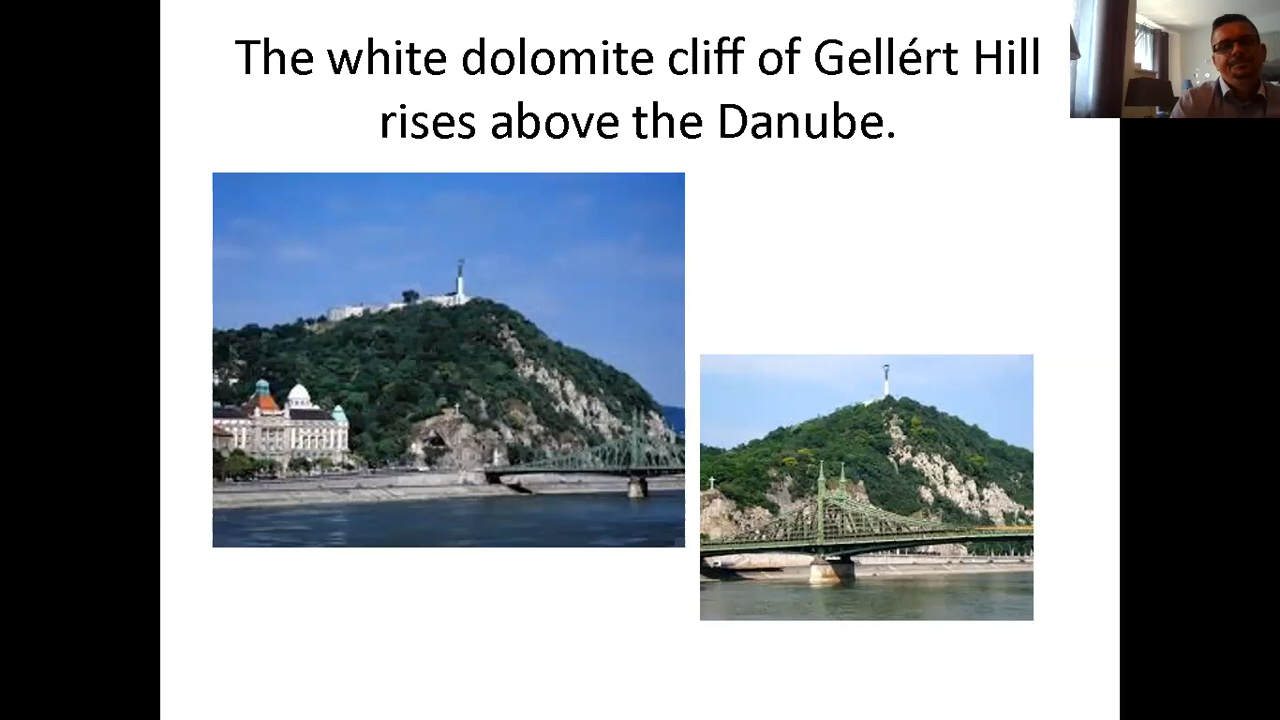 The white dolomite cliff of Gellért Hill
rises above the Danube.